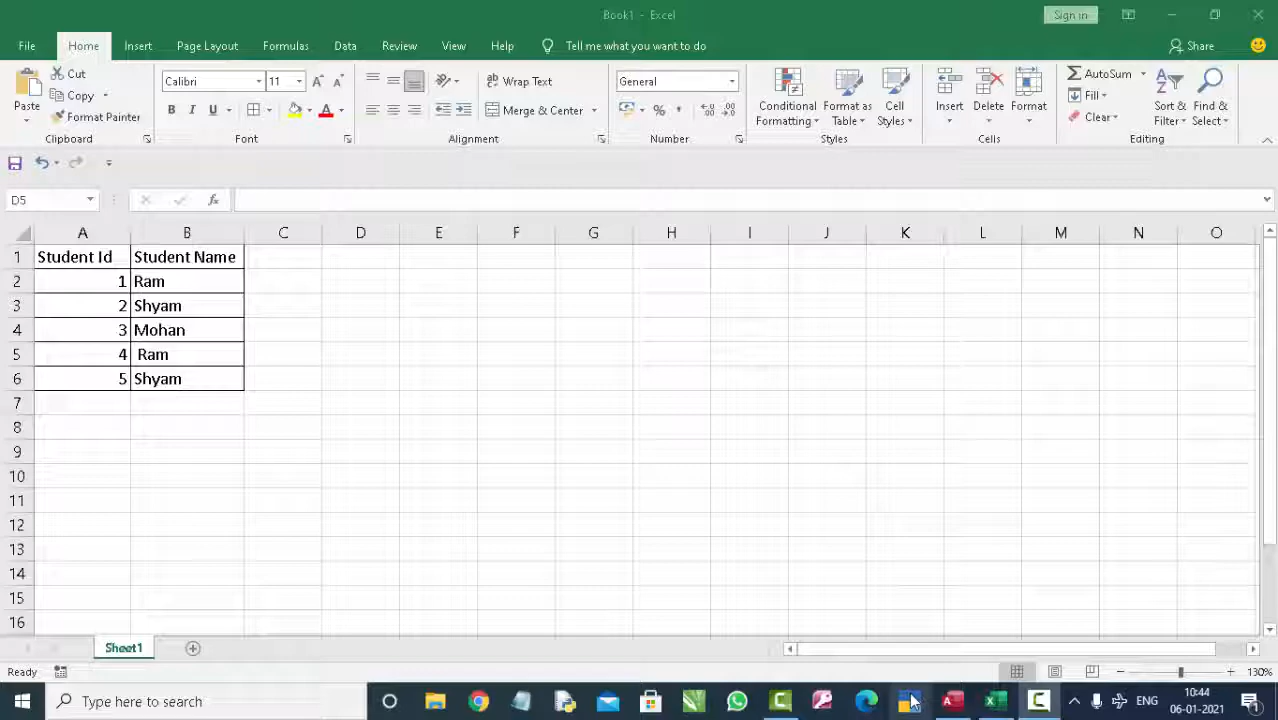 Book1 - Excel
Sign in
File Home Insert Page Layout Formulas Data Review View Help Tell me what you want to do Share
Paste
Cut
Copy
Format Painter
Clipboard
Calibri 11
B I U
Font
Wrap Text
Merge & Center
Alignment
General
Number
Conditional Formatting
Format as Table
Cell Styles
Styles
Insert Delete Format
Cells
AutoSum
Fill
Clear
Sort & Filter
Find & Select
Editing
D5 fx
A B C D E F G H I J K L M N O
1 Student Id Student Name
2 1 Ram
3 2 Shyam
4 3 Mohan
5 4 Ram
6 5 Shyam
7
8
9
10
11
12
13
14
15
16
Sheet1
Ready 130%
Type here to search ENG 10:44
06-01-2021